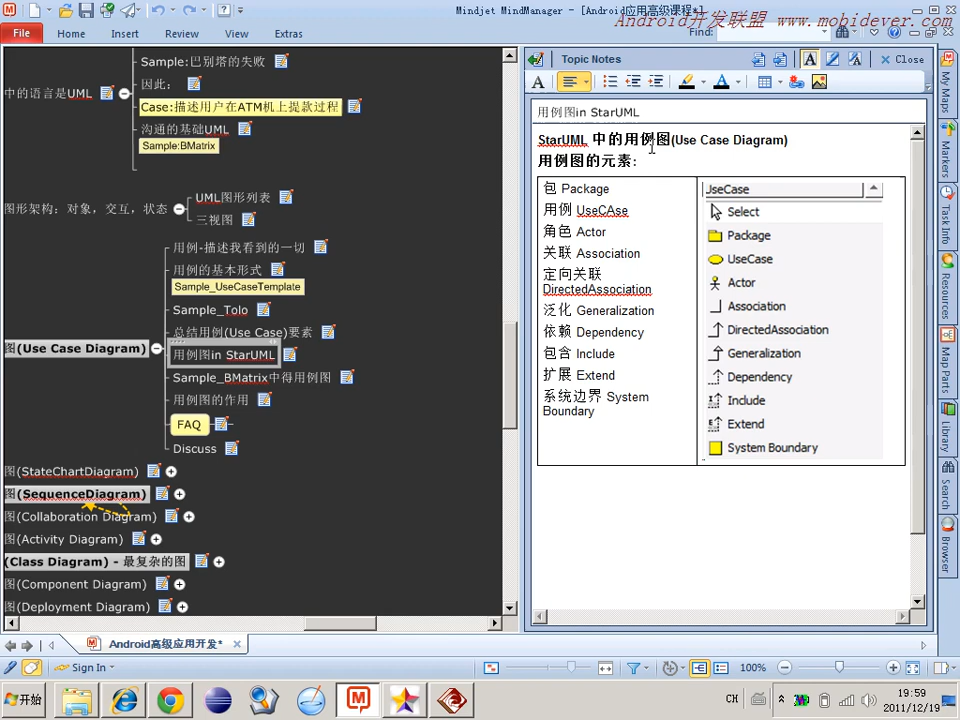 Mindjet MindManager - [Android高级应用开发课程*]
Android开发联盟 www.mobidever.com
File
Home
Insert
Review
View
Extras
Find:
Sample:巴别塔的失败
因此:
中的语言是UML
Case:描述用户在ATM机上提款过程
沟通的基础UML
Sample:BMatrix
图形架构: 对象, 交互, 状态
UML图形列表
三视图
用例-描述我看到的一切
用例的基本形式
Sample_UseCaseTemplate
Sample_Tolo
总结用例(Use Case)要素
图(Use Case Diagram)
用例图in StarUML
Sample_BMatrix中得用例图
用例图的作用
FAQ
Discuss
图(StateChartDiagram)
图(SequenceDiagram)
图(Collaboration Diagram)
图(Activity Diagram)
(Class Diagram) - 最复杂的图
图(Component Diagram)
图(Deployment Diagram)
Topic Notes
Close
用例图in StarUML
StarUML 中的用例图(Use Case Diagram)
用例图的元素:
包 Package
用例 UseCAse
角色 Actor
关联 Association
定向关联
DirectedAssociation
泛化 Generalization
依赖 Dependency
包含 Include
扩展 Extend
系统边界 System
Boundary
UseCase
Select
Package
UseCase
Actor
Association
DirectedAssociation
Generalization
Dependency
Include
Extend
System Boundary
My Maps
Markers
Task Info
Resources
Map Parts
Library
Search
Browser
Android高级应用开发*
Sign In
100%
开始
CH
19:59
2011/12/19